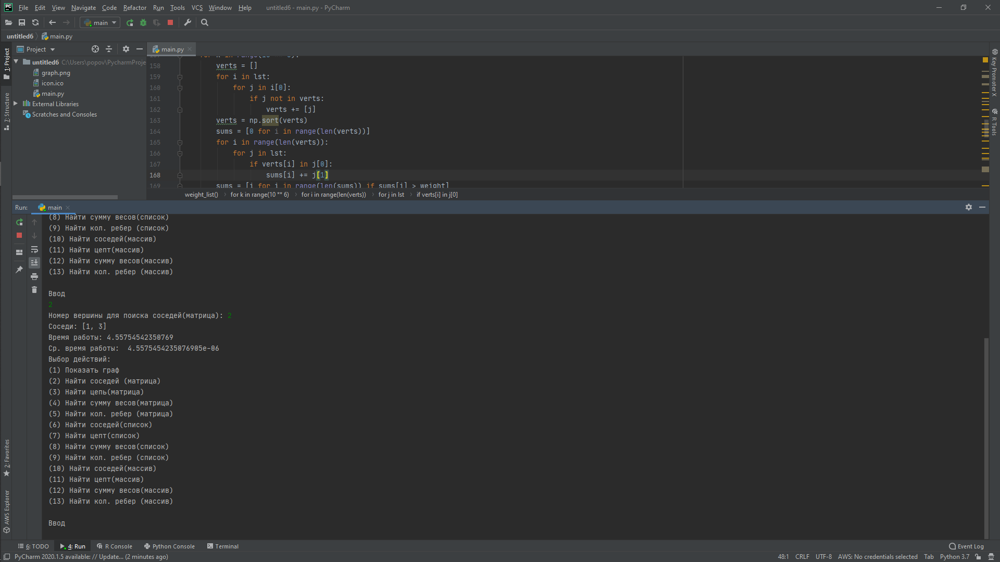 PC File Edit View Navigate Code Refactor Run Tools VCS Window Help untitled6 - main.py - PyCharm
main
untitled6 main.py
1: Project
Project
main.py
untitled6 C:\Users\popov\PycharmProje
graph.png
icon.ico
main.py
External Libraries
Scratches and Consoles
7: Structure
158 verts = []
159 for i in lst:
160 for j in i[0]:
161 if j not in verts:
162 verts += [j]
163 verts = np.sort(verts)
164 sums = [0 for i in range(len(verts))]
165 for i in range(len(verts)):
166 for j in lst:
167 if verts[i] in j[0]:
168 sums[i] += j[1]
169 sums = [i for i in range(len(sums)) if sums[i] > weight]
weight_list() for k in range(10 ** 6) for i in range(len(verts)) for j in lst if verts[i] in j[0]
Key Promoter X
R Tools
Run: main
(8) Найти сумму весов(список)
(9) Найти кол. ребер (список)
(10) Найти соседей(массив)
(11) Найти цепт(массив)
(12) Найти сумму весов(массив)
(13) Найти кол. ребер (массив)
Ввод
2
Номер вершины для поиска соседей(матрица): 2
Соседи: [1, 3]
Время работы: 4.55754542350769
Ср. время работы:  4.5575454235076905e-06
Выбор действий:
(1) Показать граф
(2) Найти соседей (матрица)
(3) Найти цепь(матрица)
(4) Найти сумму весов(матрица)
(5) Найти кол. ребер (матрица)
(6) Найти соседей(список)
(7) Найти цепт(список)
(8) Найти сумму весов(список)
(9) Найти кол. ребер (список)
(10) Найти соседей(массив)
(11) Найти цепт(массив)
(12) Найти сумму весов(массив)
(13) Найти кол. ребер (массив)
Ввод
2: Favorites
AWS Explorer
6: TODO 4: Run R Console Python Console Terminal Event Log
PyCharm 2020.1.5 available: // Update... (2 minutes ago) 48:1 CRLF UTF-8 AWS: No credentials selected Tab Python 3.7